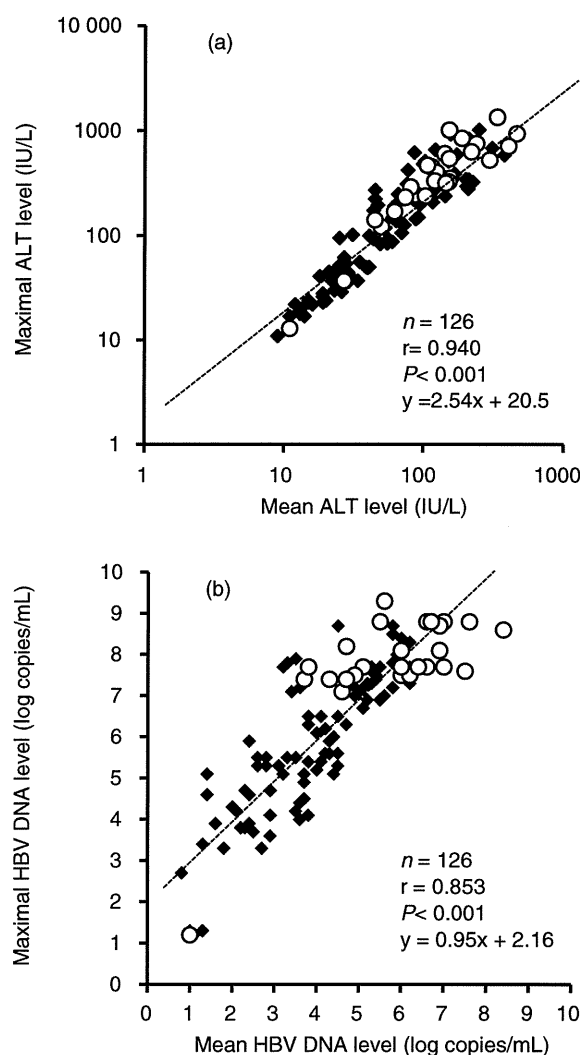 (a)
Maximal ALT level (IU/L)
10 000
1000
100
10
1
n = 126
r= 0.940
P< 0.001
y =2.54x + 20.5
1 10 100 1000
Mean ALT level (IU/L)
(b)
Maximal HBV DNA level (log copies/mL)
10
9
8
7
6
5
4
3
2
1
0
n = 126
r = 0.853
P< 0.001
y = 0.95x + 2.16
0 1 2 3 4 5 6 7 8 9 10
Mean HBV DNA level (log copies/mL)